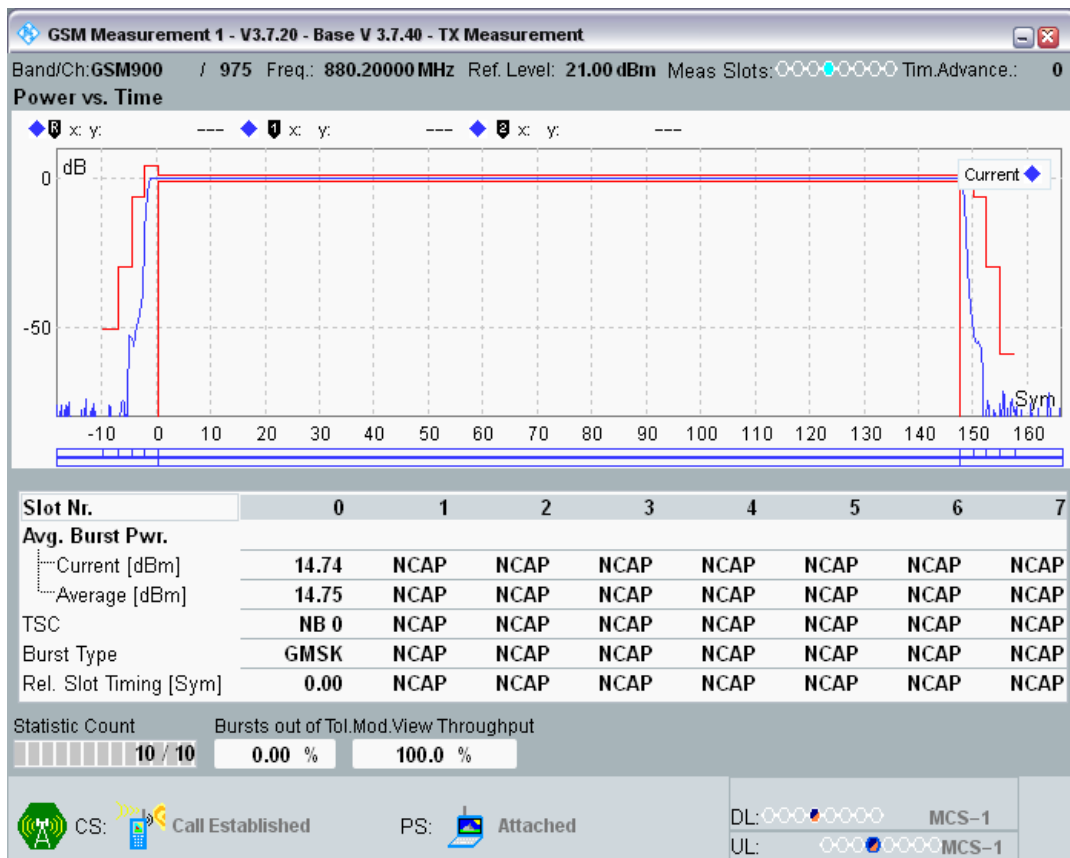 GSM Measurement 1 - V3.7.20 - Base V 3.7.40 - TX Measurement
Band/Ch:GSM900 / 975 Freq.: 880.20000 MHz Ref. Level: 21.00 dBm Meas Slots: Tim.Advance.: 0
Power vs. Time
R x: y: --- 1 x: y: --- 2 x: y: ---
dB
Current
0
-50
Sym
-10 0 10 20 30 40 50 60 70 80 90 100 110 120 130 140 150 160
Slot Nr. 0 1 2 3 4 5 6 7
Avg. Burst Pwr.
Current [dBm] 14.74 NCAP NCAP NCAP NCAP NCAP NCAP NCAP
Average [dBm] 14.75 NCAP NCAP NCAP NCAP NCAP NCAP NCAP
TSC NB 0 NCAP NCAP NCAP NCAP NCAP NCAP NCAP
Burst Type GMSK NCAP NCAP NCAP NCAP NCAP NCAP NCAP
Rel. Slot Timing [Sym] 0.00 NCAP NCAP NCAP NCAP NCAP NCAP NCAP
Statistic Count Bursts out of Tol.Mod.View Throughput
10 / 10 0.00 % 100.0 %
CS: Call Established PS: Attached
DL: MCS-1
UL: MCS-1